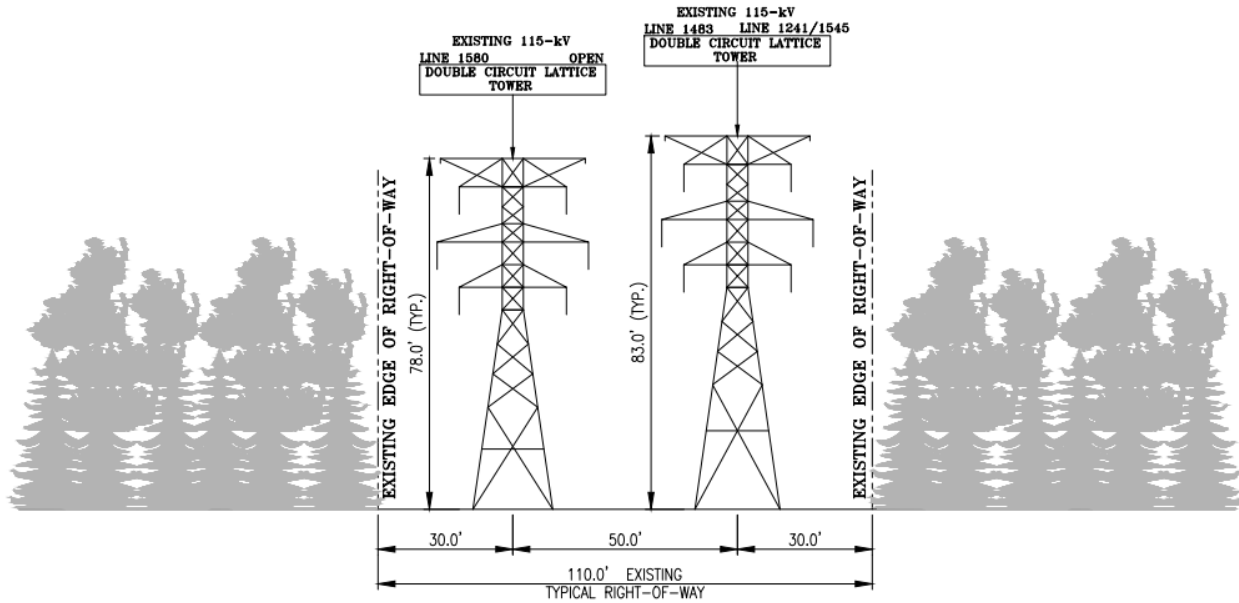 EXISTING 115-kV
LINE 1580 OPEN
DOUBLE CIRCUIT LATTICE
TOWER
EXISTING 115-kV
LINE 1483 LINE 1241/1545
DOUBLE CIRCUIT LATTICE
TOWER
EXISTING EDGE OF RIGHT-OF-WAY
78.0' (TYP.)
83.0' (TYP.)
EXISTING EDGE OF RIGHT-OF-WAY
30.0' 50.0' 30.0'
110.0' EXISTING
TYPICAL RIGHT-OF-WAY